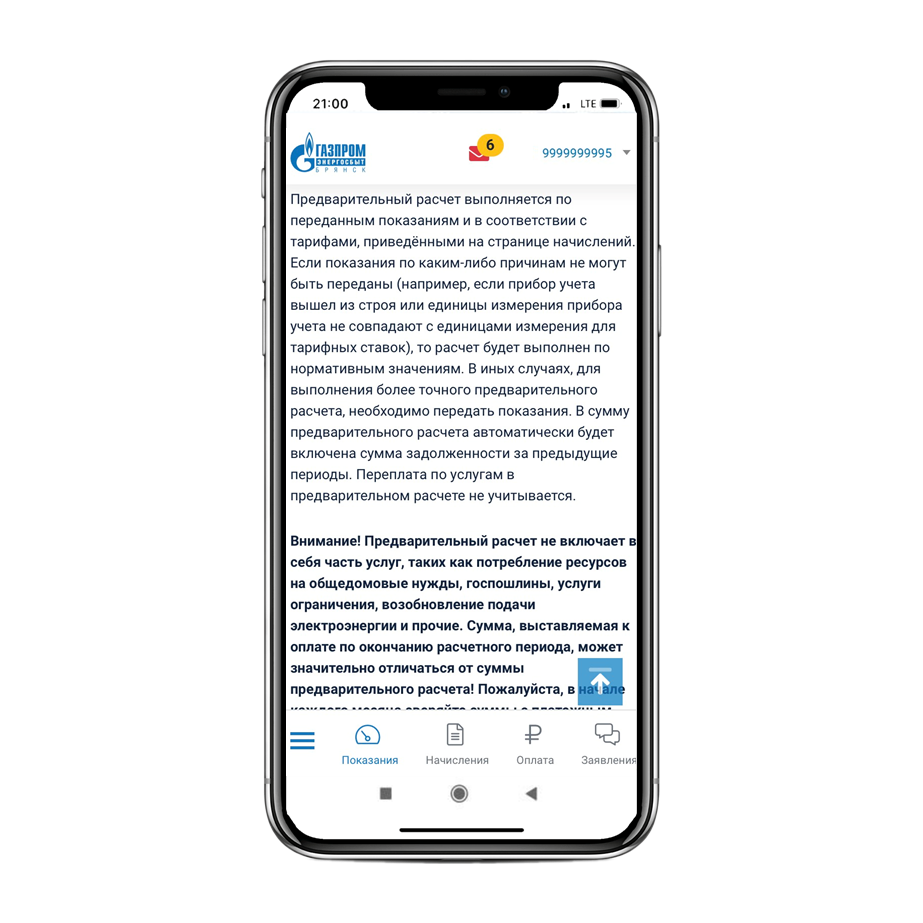 21:00
LTE
ГАЗПРОМ
ЭНЕРГОСБЫТ
БРЯНСК
6
9999999995
Предварительный расчет выполняется по
переданным показаниям и в соответствии с
тарифами, приведёнными на странице начислений.
Если показания по каким-либо причинам не могут
быть переданы (например, если прибор учета
вышел из строя или единицы измерения прибора
учета не совпадают с единицами измерения для
тарифных ставок), то расчет будет выполнен по
нормативным значениям. В иных случаях, для
выполнения более точного предварительного
расчета, необходимо передать показания. В сумму
предварительного расчета автоматически будет
включена сумма задолженности за предыдущие
периоды. Переплата по услугам в
предварительном расчете не учитывается.
Внимание! Предварительный расчет не включает в
себя часть услуг, таких как потребление ресурсов
на общедомовые нужды, госпошлины, услуги
ограничения, возобновление подачи
электроэнергии и прочие. Сумма, выставляемая к
оплате по окончанию расчетного периода, может
значительно отличаться от суммы
предварительного расчета! Пожалуйста, в начале
каждого месяца сверяйте суммы с платежным
Показания
Начисления
Оплата
Заявления